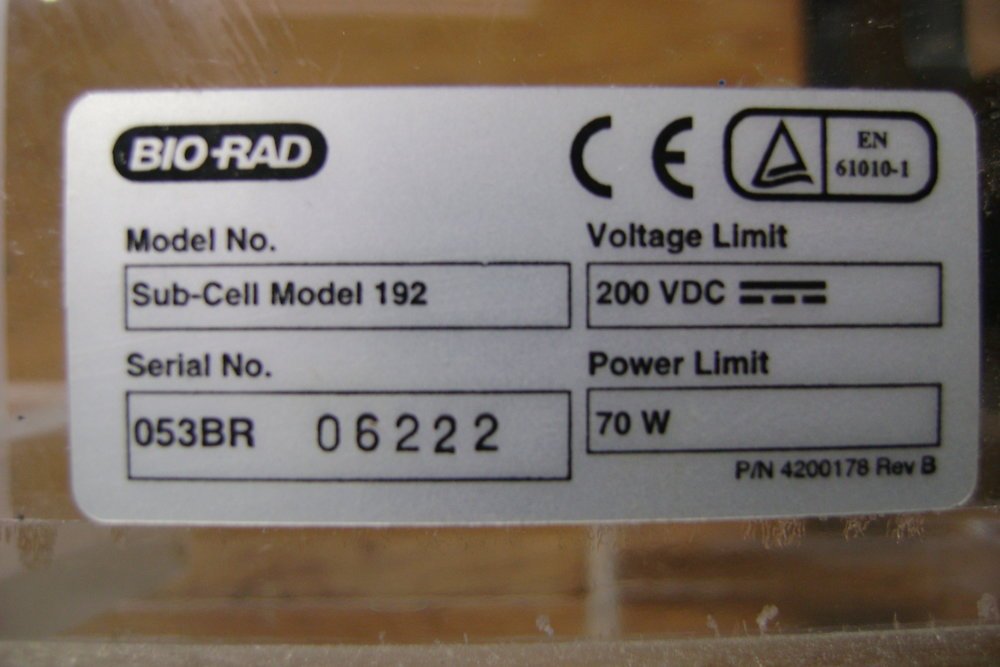 BIO-RAD
CE
EN
61010-1
Model No.
Sub-Cell Model 192
Voltage Limit
200 VDC
Serial No.
053BR 06222
Power Limit
70 W
P/N 4200178 Rev B